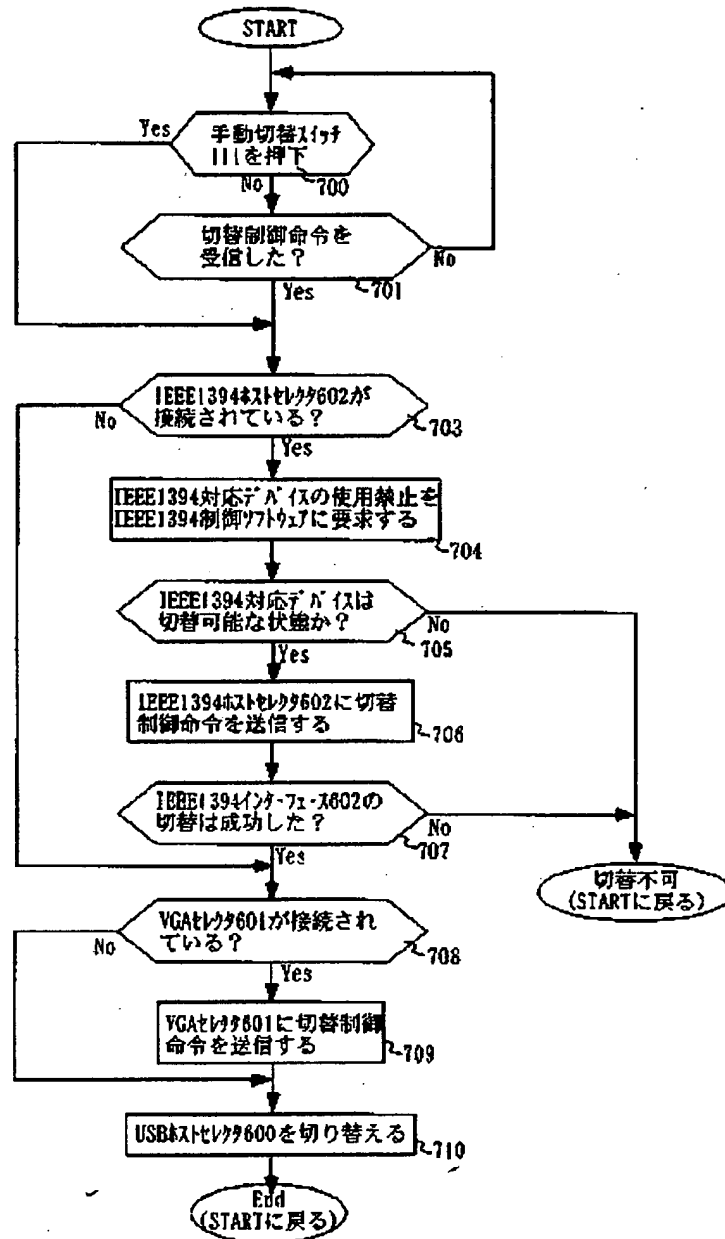 START
Yes
手動切替スイッチ
111を押下
700
No
切替制御命令を
受信した？
No
701
Yes
IEEE1394ホストセレクタ602が
接続されている？
No
703
Yes
IEEE1394対応デバイスの使用禁止を
IEEE1394制御ソフトウェアに要求する
704
IEEE1394対応デバイスは
切替可能な状態か？
No
705
Yes
IEEE1394ホストセレクタ602に切替
制御命令を送信する
706
IEEE1394インターフェース602の
切替は成功した？
No
707
Yes
切替不可
(STARTに戻る)
VGAセレクタ601が接続され
ている？
No
708
Yes
VGAセレクタ601に切替制御
命令を送信する
709
USBホストセレクタ600を切り替える
710
End
(STARTに戻る)